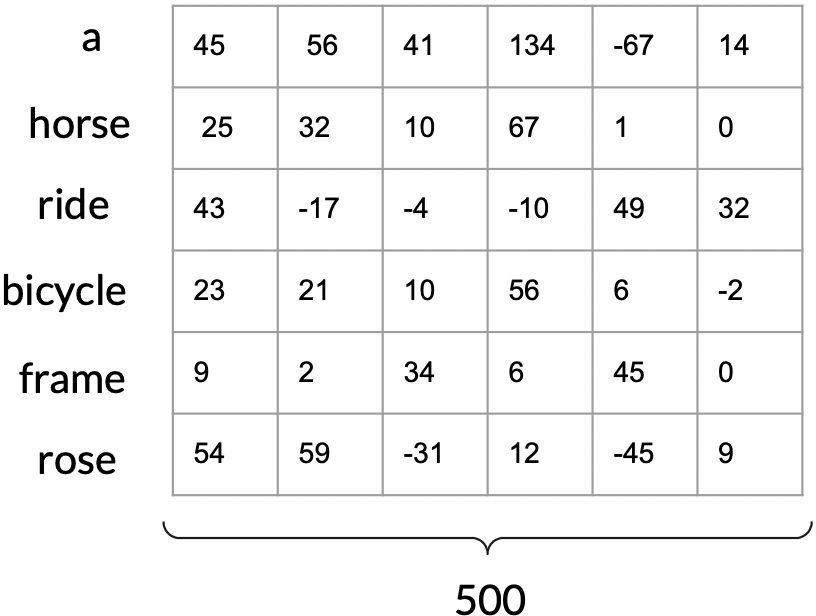 a 45 56 41 134 -67 14
horse 25 32 10 67 1 0
ride 43 -17 -4 -10 49 32
bicycle 23 21 10 56 6 -2
frame 9 2 34 6 45 0
rose 54 59 -31 12 -45 9
500